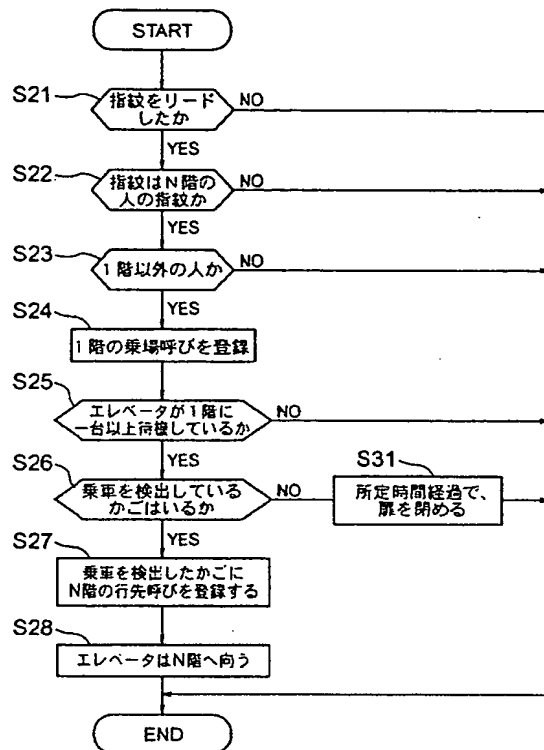 START
S21
指紋をリード
したか
NO
YES
S22
指紋はN階の
人の指紋か
NO
YES
S23
1階以外の人か
NO
YES
S24
1階の乗場呼びを登録
S25
エレベータが1階に
一台以上待機しているか
NO
YES
S26
乗車を検出している
かごはいるか
NO
S31
所定時間経過で、
扉を閉める
YES
S27
乗車を検出したかごに
N階の行先呼びを登録する
S28
エレベータはN階へ向う
END